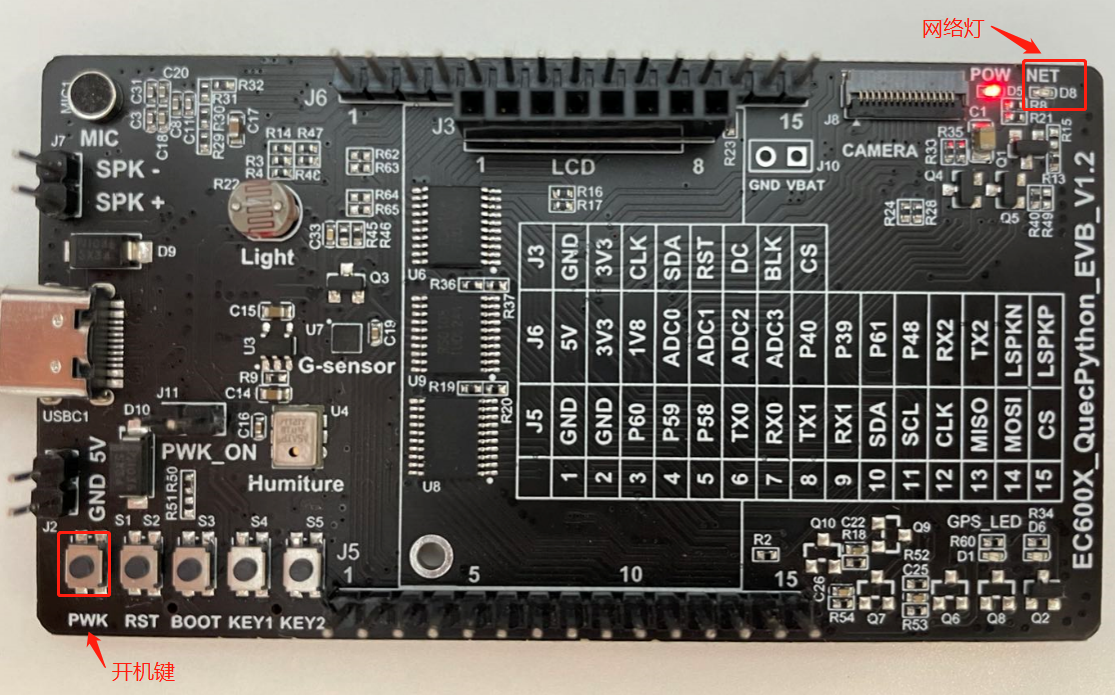 网络灯
POW
NET
D5
D8
R8
R21
R15
C1
R35
R33
Q1
Q4
Q5
R13
R40
R49
R24
R28
J8
CAMERA
J10
GND VBAT
J6
1
15
J3
1
8
LCD
R23
MIC1
MIC
C31
C20
C3
C18
C8
C11
R32
R31
R30
R29
C17
J7
SPK -
SPK +
R14
R47
R3
R4
R62
R63
R64
R65
R22
Light
C33
R45
R46
R16
R17
D9
Q3
U6
R36
R37
C15
U7
C19
U3
G-sensor
U9
R19
R20
R9
C14
USBC1
J11
D10
PWK_ON
C16
U4
Humiture
U8
GND 5V
J2
R51
R50
J3 GND 3V3 CLK SDA RST DC BLK CS
J6 5V 3V3 1V8 ADC0 ADC1 ADC2 ADC3 P40 P39 P61 P48 RX2 TX2 LSPKN LSPKP
J5 GND GND P60 P59 P58 TX0 RX0 TX1 RX1 SDA SCL CLK MISO MOSI CS
1 2 3 4 5 6 7 8 9 10 11 12 13 14 15
EC600X_QuecPython_EVB_V1.2
S1
S2
S3
S4
S5
PWK
RST
BOOT
KEY1
KEY2
J5
1
5
10
15
R2
Q10
C22
R18
Q9
R52
C25
C26
R54
Q7
R53
Q6
Q8
Q2
GPS_LED
R60
D1
R34
D6
开机键